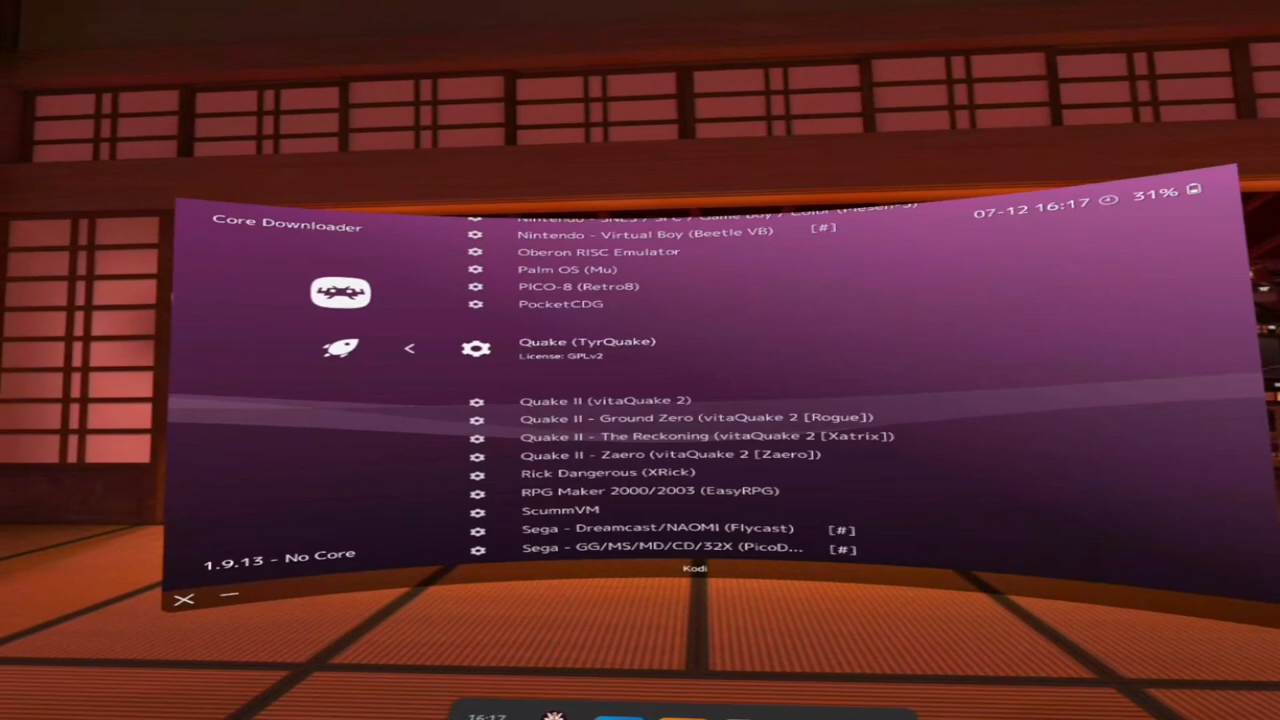 Core Downloader
07-12 16:17 31%
Nintendo - Virtual Boy (Beetle VB) [#]
Oberon RISC Emulator
Palm OS (Mu)
PICO-8 (Retro8)
PocketCDG
<
Quake (TyrQuake)
License: GPLv2
Quake II (vitaQuake 2)
Quake II - Ground Zero (vitaQuake 2 [Rogue])
Quake II - The Reckoning (vitaQuake 2 [Xatrix])
Quake II - Zaero (vitaQuake 2 [Zaero])
Rick Dangerous (XRick)
RPG Maker 2000/2003 (EasyRPG)
ScummVM
Sega - Dreamcast/NAOMI (Flycast) [#]
Sega - GG/MS/MD/CD/32X (PicoD... [#]
1.9.13 - No Core
Kodi
16:17